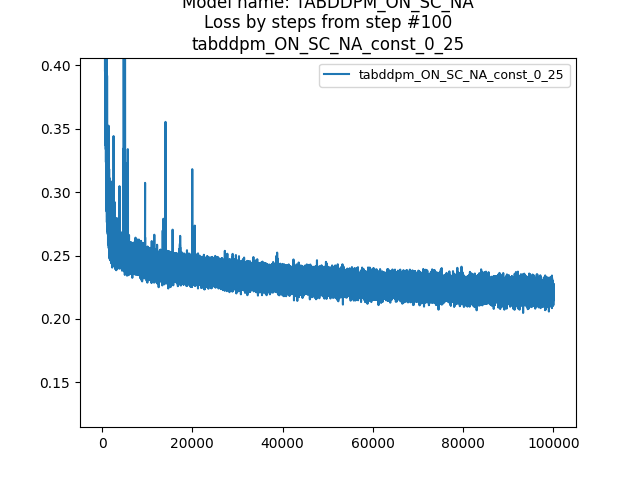 Model name: TABDDPM_ON_SC_NA
Loss by steps from step #100
tabddpm_ON_SC_NA_const_0_25
tabddpm_ON_SC_NA_const_0_25
0.40
0.35
0.30
0.25
0.20
0.15
0 20000 40000 60000 80000 100000